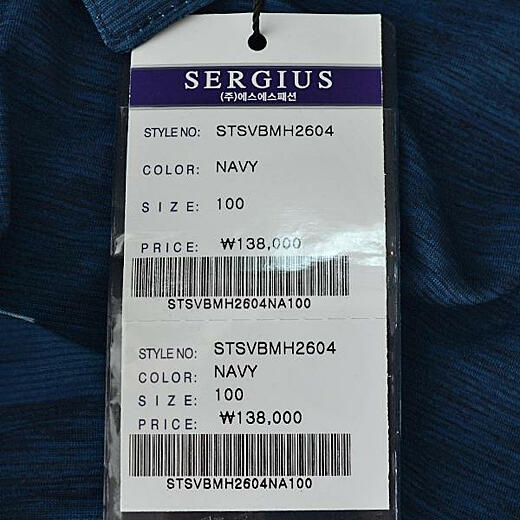 SERGIUS
(주)에스에스패션
STYLE NO: STSVBMH2604
COLOR: NAVY
SIZE: 100
PRICE: ₩138,000
STSVBMH2604NA100
STYLE NO: STSVBMH2604
COLOR: NAVY
SIZE: 100
PRICE: ₩138,000
STSVBMH2604NA100